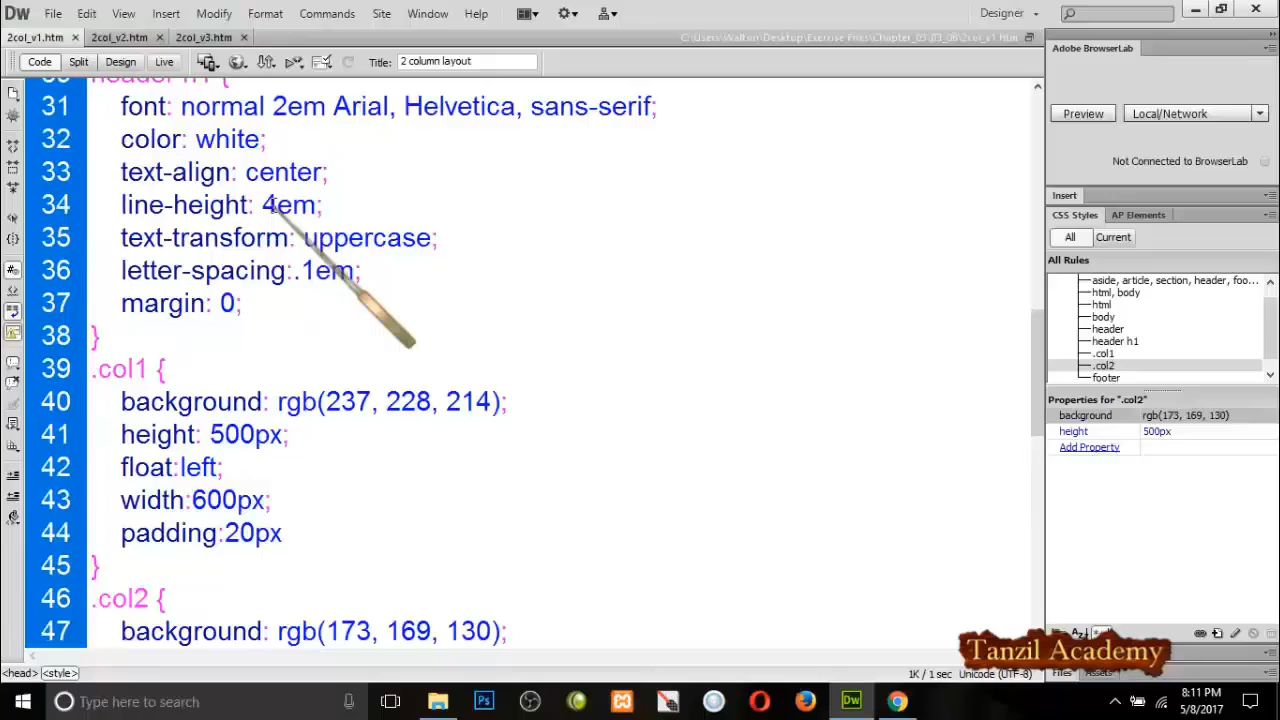 Dw File Edit View Insert Modify Format Commands Site Window Help Designer
2col_v1.htm × 2col_v2.htm × 2col_v3.htm ×
Code Split Design Live Title: 2 column layout
header h1 {
31 font: normal 2em Arial, Helvetica, sans-serif;
32 color: white;
33 text-align: center;
34 line-height: 4em;
35 text-transform: uppercase;
36 letter-spacing:.1em;
37 margin: 0;
38 }
39 .col1 {
40 background: rgb(237, 228, 214);
41 height: 500px;
42 float:left;
43 width:600px;
44 padding:20px
45 }
46 .col2 {
47 background: rgb(173, 169, 130);
<head> <style> 1K / 1 sec Unicode (UTF-8)
Adobe BrowserLab
Preview Local/Network
Not Connected to BrowserLab
Insert
CSS Styles AP Elements
All Current
All Rules
aside, article, section, header, foo...
html, body
html
body
header
header h1
.col1
.col2
footer
Properties for ".col2"
background rgb(173, 169, 130)
height 500px
Add Property
Tanzil Academy
Files Assets
Type here to search
Ps Dw
8:11 PM
5/8/2017